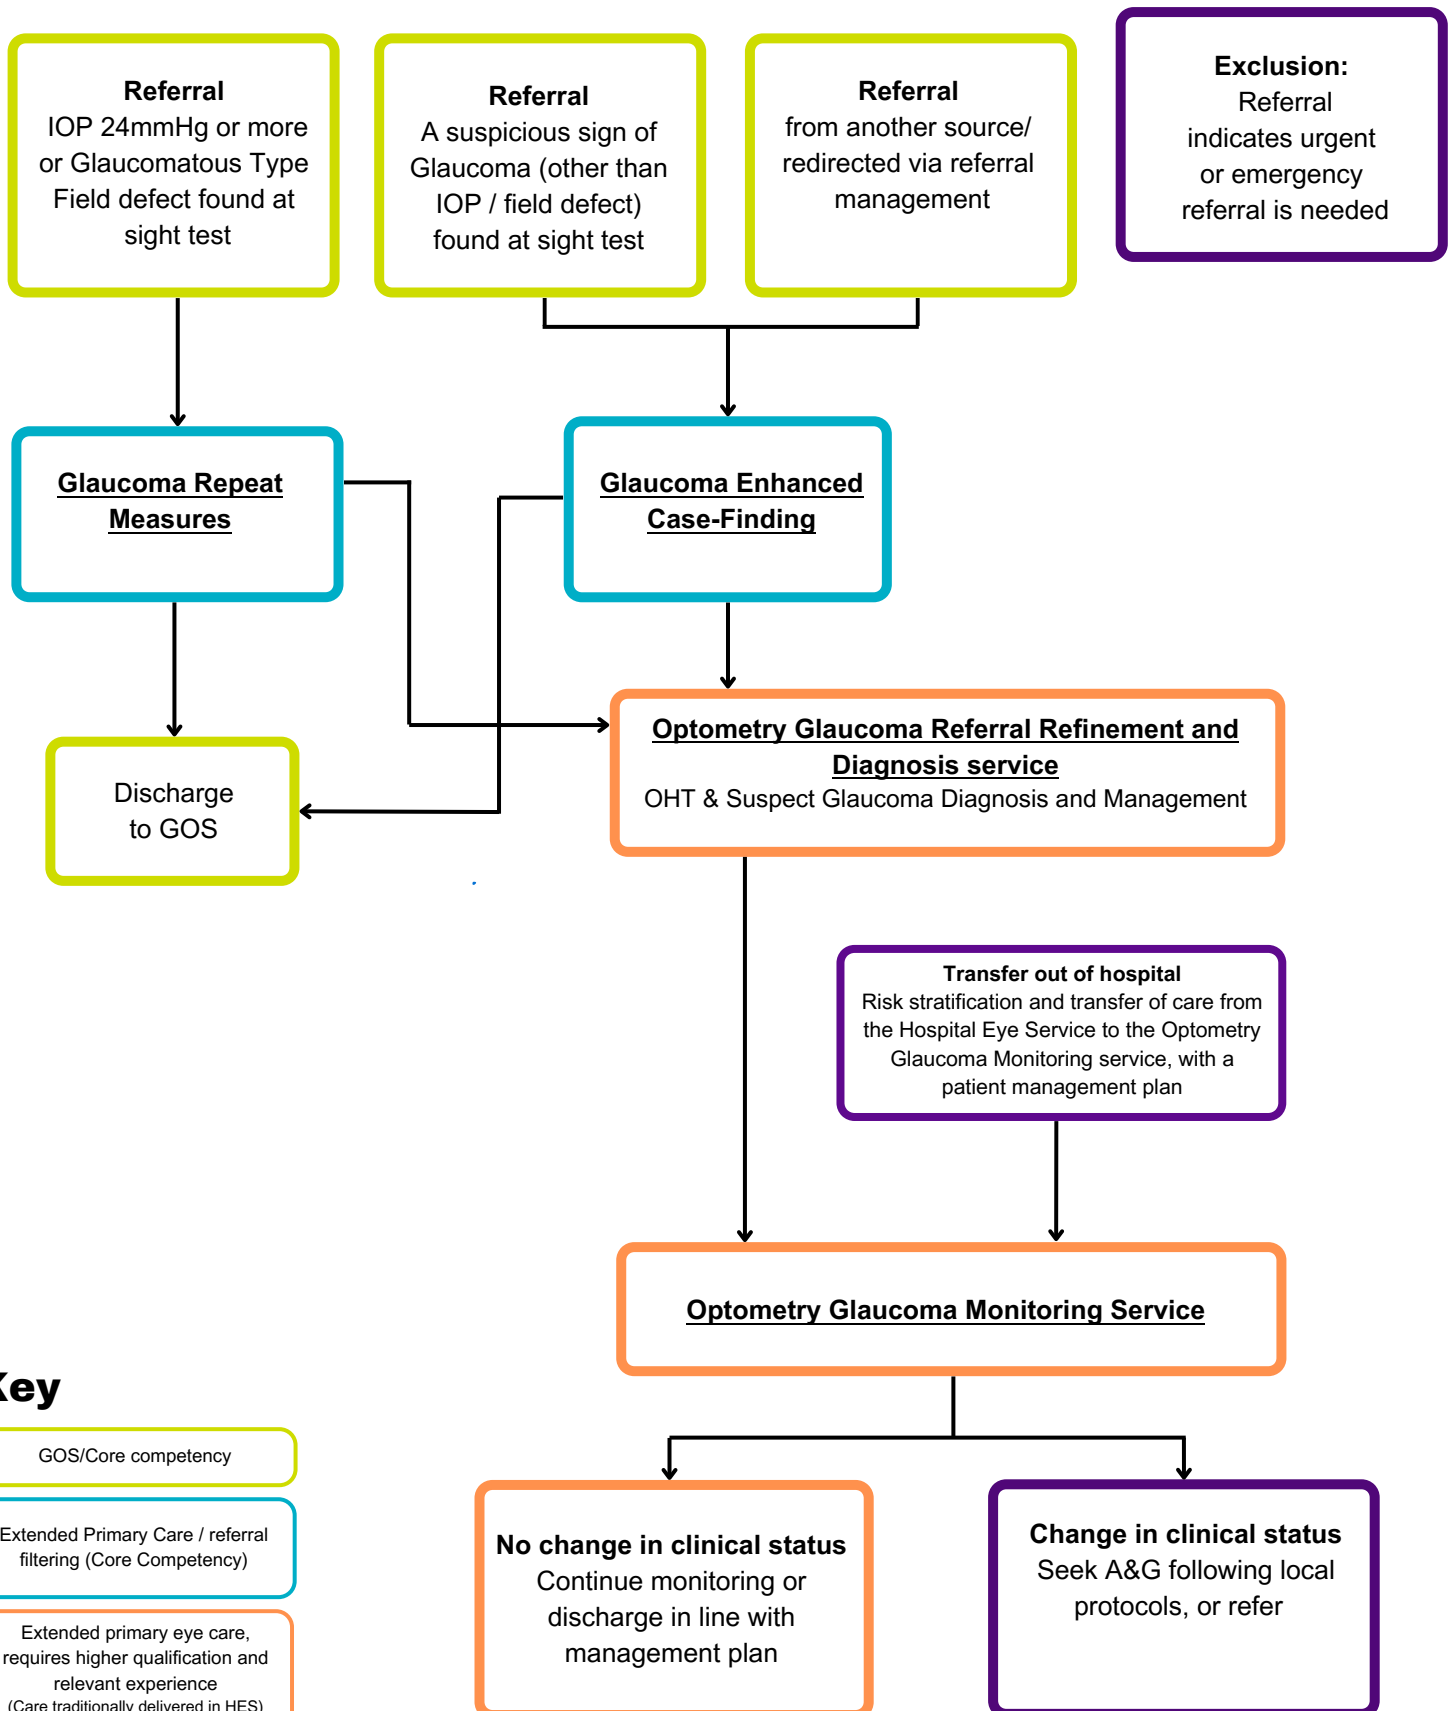 Referral
IOP 24mmHg or more
or Glaucomatous Type
Field defect found at
sight test
Referral
A suspicious sign of
Glaucoma (other than
IOP / field defect)
found at sight test
Referral
from another source/
redirected via referral
management
Exclusion:
Referral
indicates urgent
or emergency
referral is needed
Glaucoma Repeat
Measures
Glaucoma Enhanced
Case-Finding
Optometry Glaucoma Referral Refinement and
Diagnosis service
OHT & Suspect Glaucoma Diagnosis and Management
Discharge
to GOS
Transfer out of hospital
Risk stratification and transfer of care from
the Hospital Eye Service to the Optometry
Glaucoma Monitoring service, with a
patient management plan
Optometry Glaucoma Monitoring Service
No change in clinical status
Continue monitoring or
discharge in line with
management plan
Change in clinical status
Seek A&G following local
protocols, or refer
Key
GOS/Core competency
Extended Primary Care / referral
filtering (Core Competency)
Extended primary eye care,
requires higher qualification and
relevant experience
(Care traditionally delivered in HES)